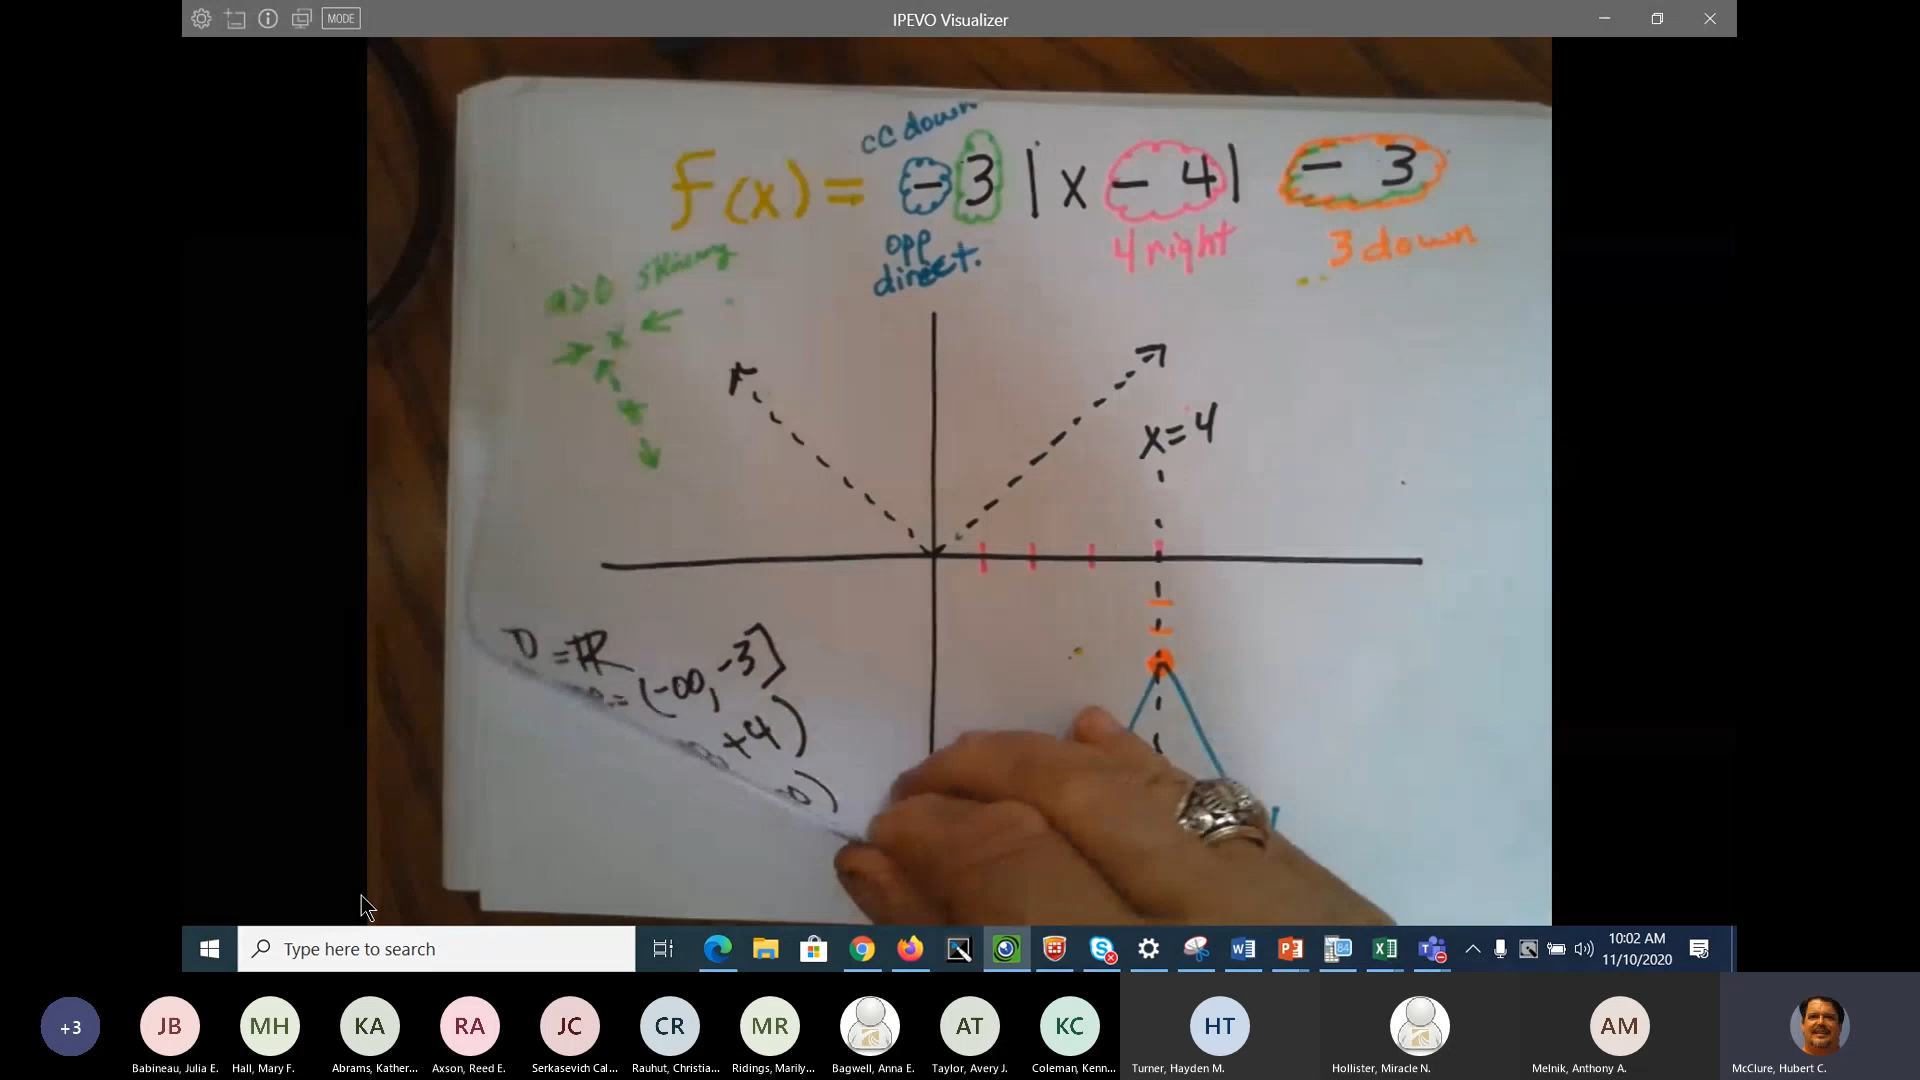 IPEVO Visualizer
MODE
cc down
f(x) = -3|x - 4| - 3
opp
direct.
4 right
3 down
a>0 skinny
x=4
D = ℝ
= (-∞, -3]
+4)
∞)
Type here to search
10:02 AM
11/10/2020
+3
JB
MH
KA
RA
JC
CR
MR
AT
KC
HT
AM
Babineau, Julia E.
Hall, Mary F.
Abrams, Kather...
Axson, Reed E.
Serkasevich Cal...
Rauhut, Christia...
Ridings, Marily...
Bagwell, Anna E.
Taylor, Avery J.
Coleman, Kenn...
Turner, Hayden M.
Hollister, Miracle N.
Melnik, Anthony A.
McClure, Hubert C.